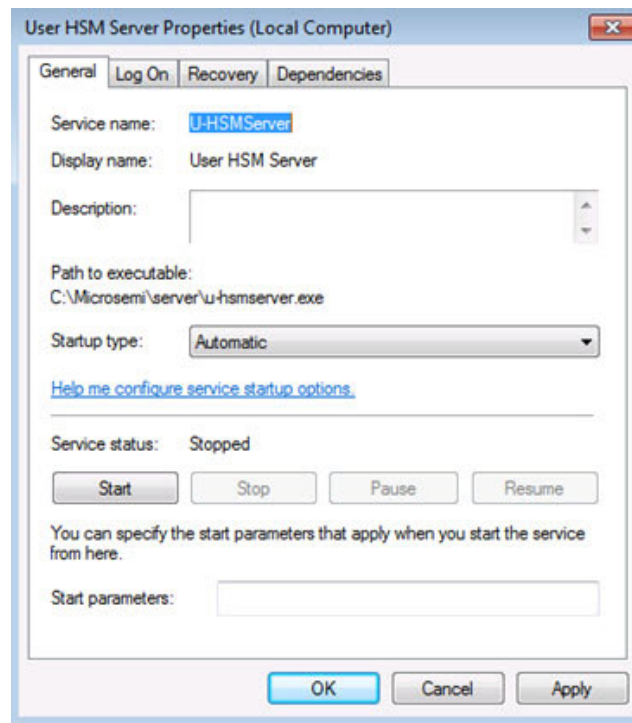 User HSM Server Properties (Local Computer)
General Log On Recovery Dependencies
Service name: U-HSMServer
Display name: User HSM Server
Description:
Path to executable:
C:\Microsemi\server\u-hsmserver.exe
Startup type: Automatic
Help me configure service startup options.
Service status: Stopped
Start Stop Pause Resume
You can specify the start parameters that apply when you start the service
from here.
Start parameters:
OK Cancel Apply